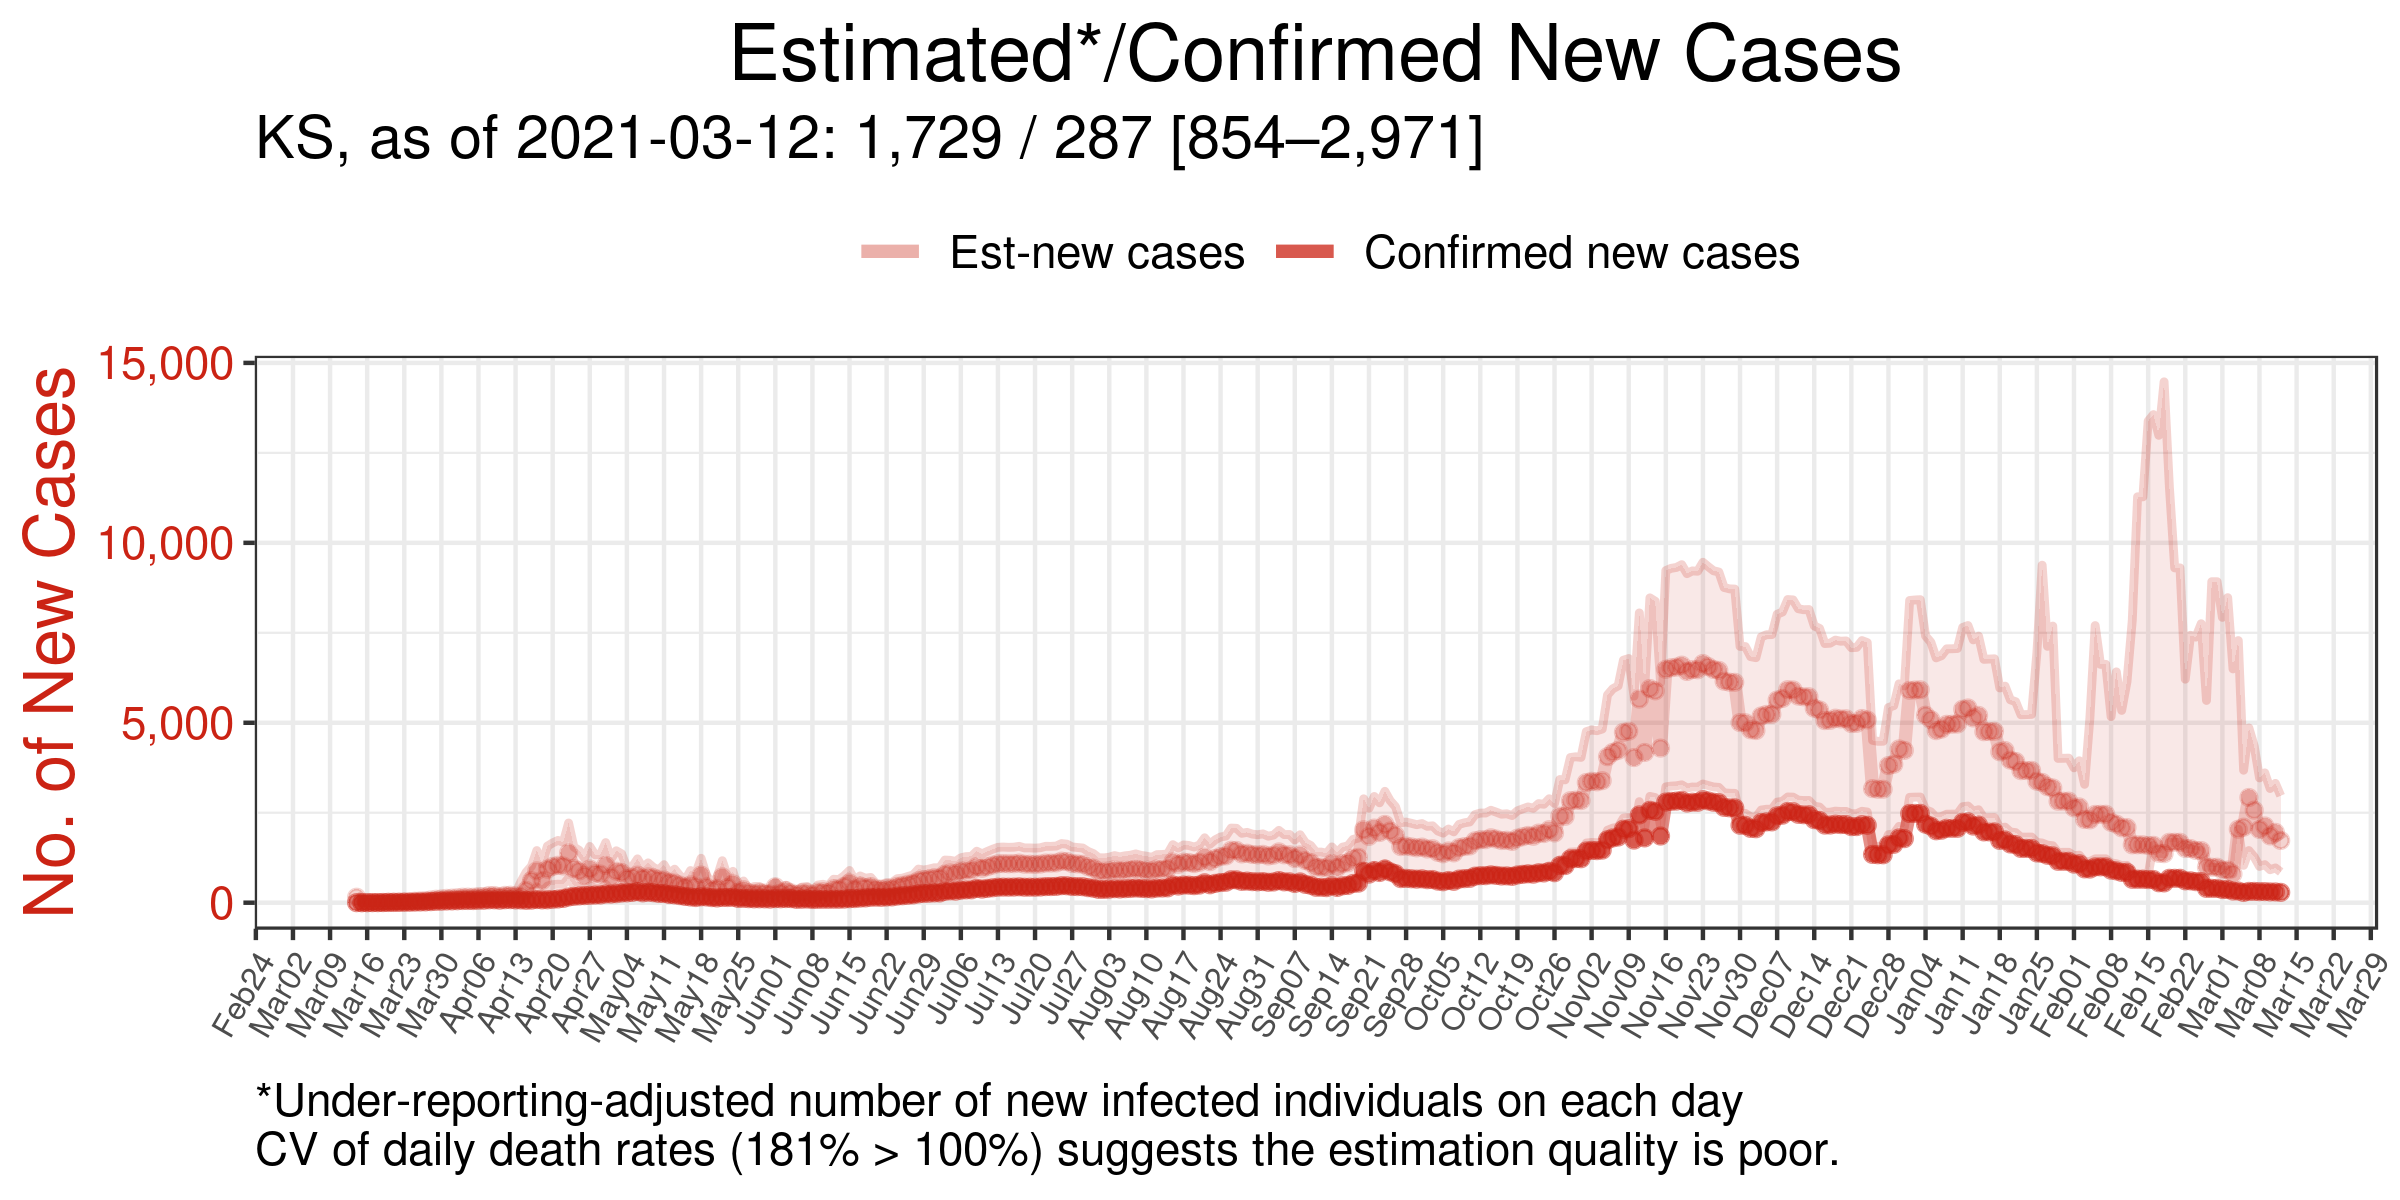 Estimated*/Confirmed New Cases
KS, as of 2021-03-12: 1,729 / 287 [854–2,971]
Est-new cases
Confirmed new cases
No. of New Cases
15,000
10,000
5,000
0
Feb24
Mar02
Mar09
Mar16
Mar23
Mar30
Apr06
Apr13
Apr20
Apr27
May04
May11
May18
May25
Jun01
Jun08
Jun15
Jun22
Jun29
Jul06
Jul13
Jul20
Jul27
Aug03
Aug10
Aug17
Aug24
Aug31
Sep07
Sep14
Sep21
Sep28
Oct05
Oct12
Oct19
Oct26
Nov02
Nov09
Nov16
Nov23
Nov30
Dec07
Dec14
Dec21
Dec28
Jan04
Jan11
Jan18
Jan25
Feb01
Feb08
Feb15
Feb22
Mar01
Mar08
Mar15
Mar22
Mar29
*Under-reporting-adjusted number of new infected individuals on each day
CV of daily death rates (181% > 100%) suggests the estimation quality is poor.